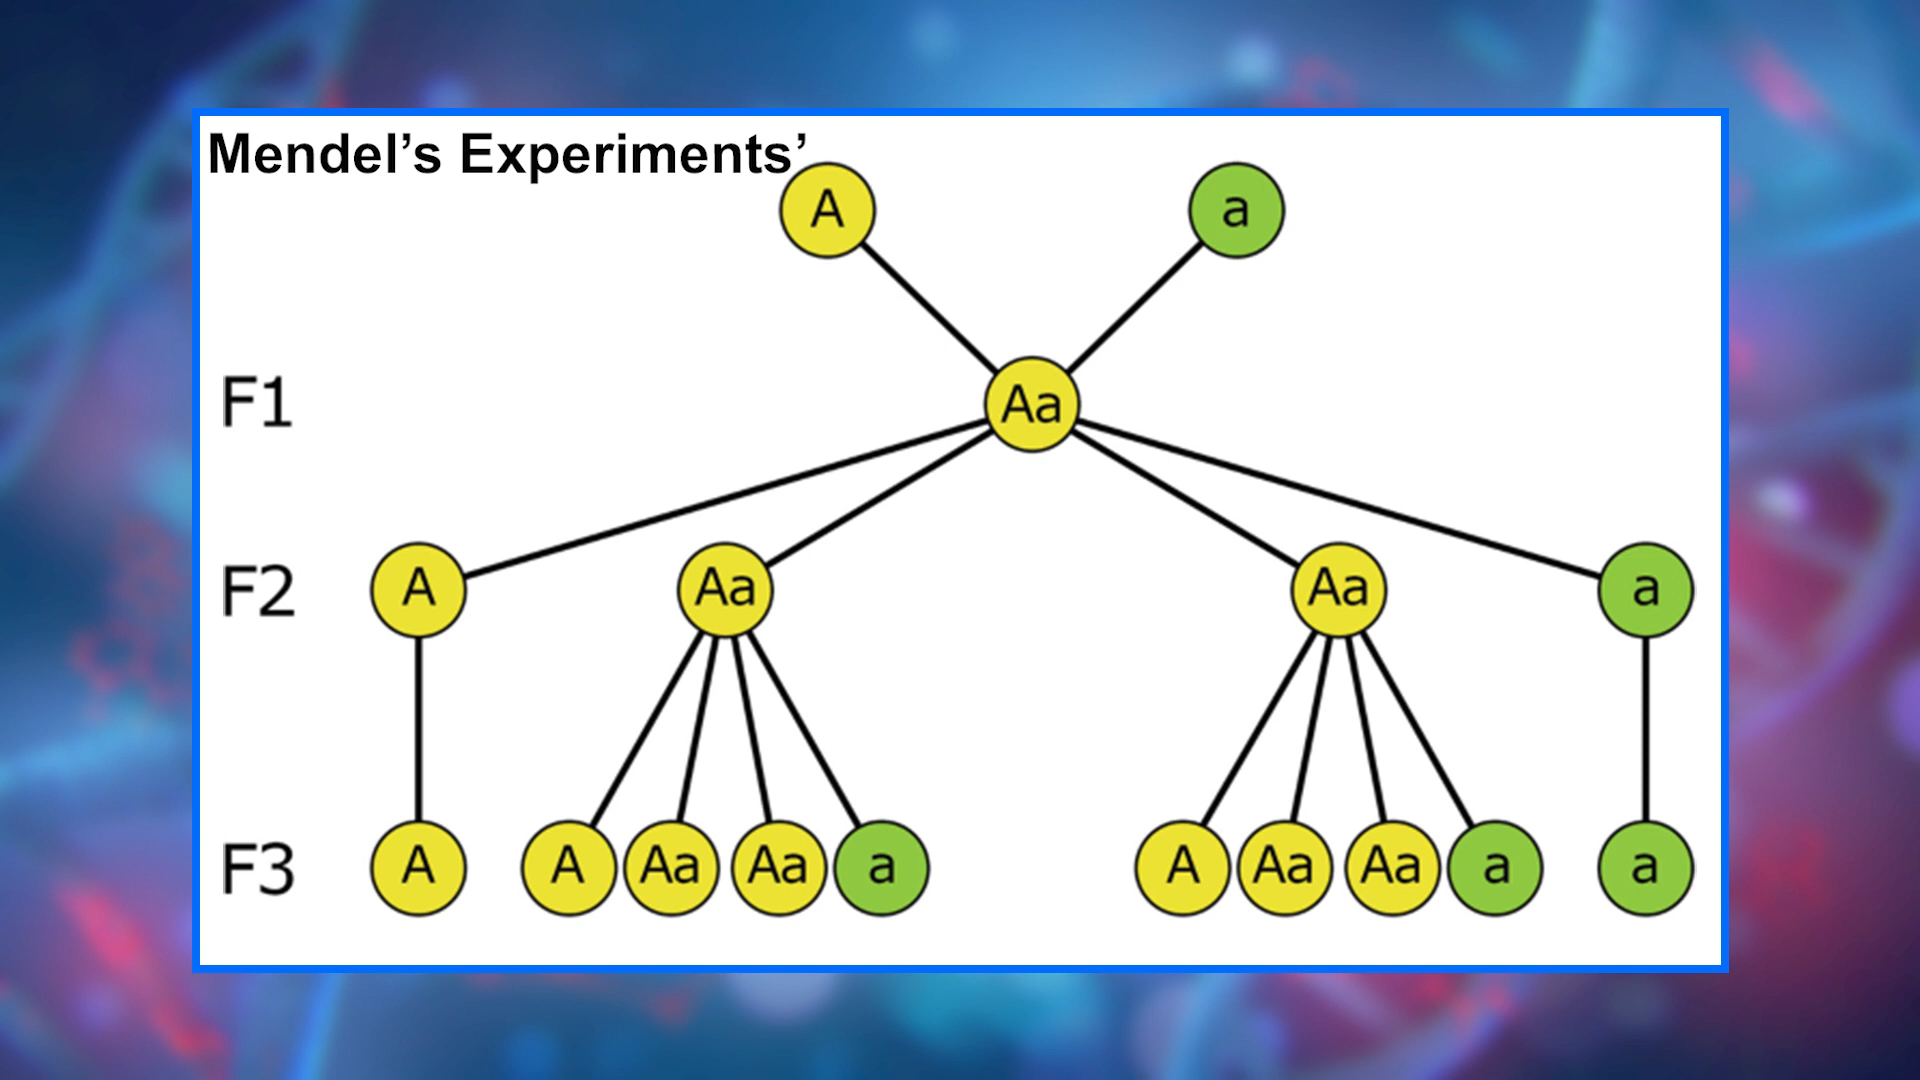 Mendel’s Experiments’
A a
F1 Aa
F2 A Aa Aa a
F3 A A Aa Aa a A Aa Aa a a